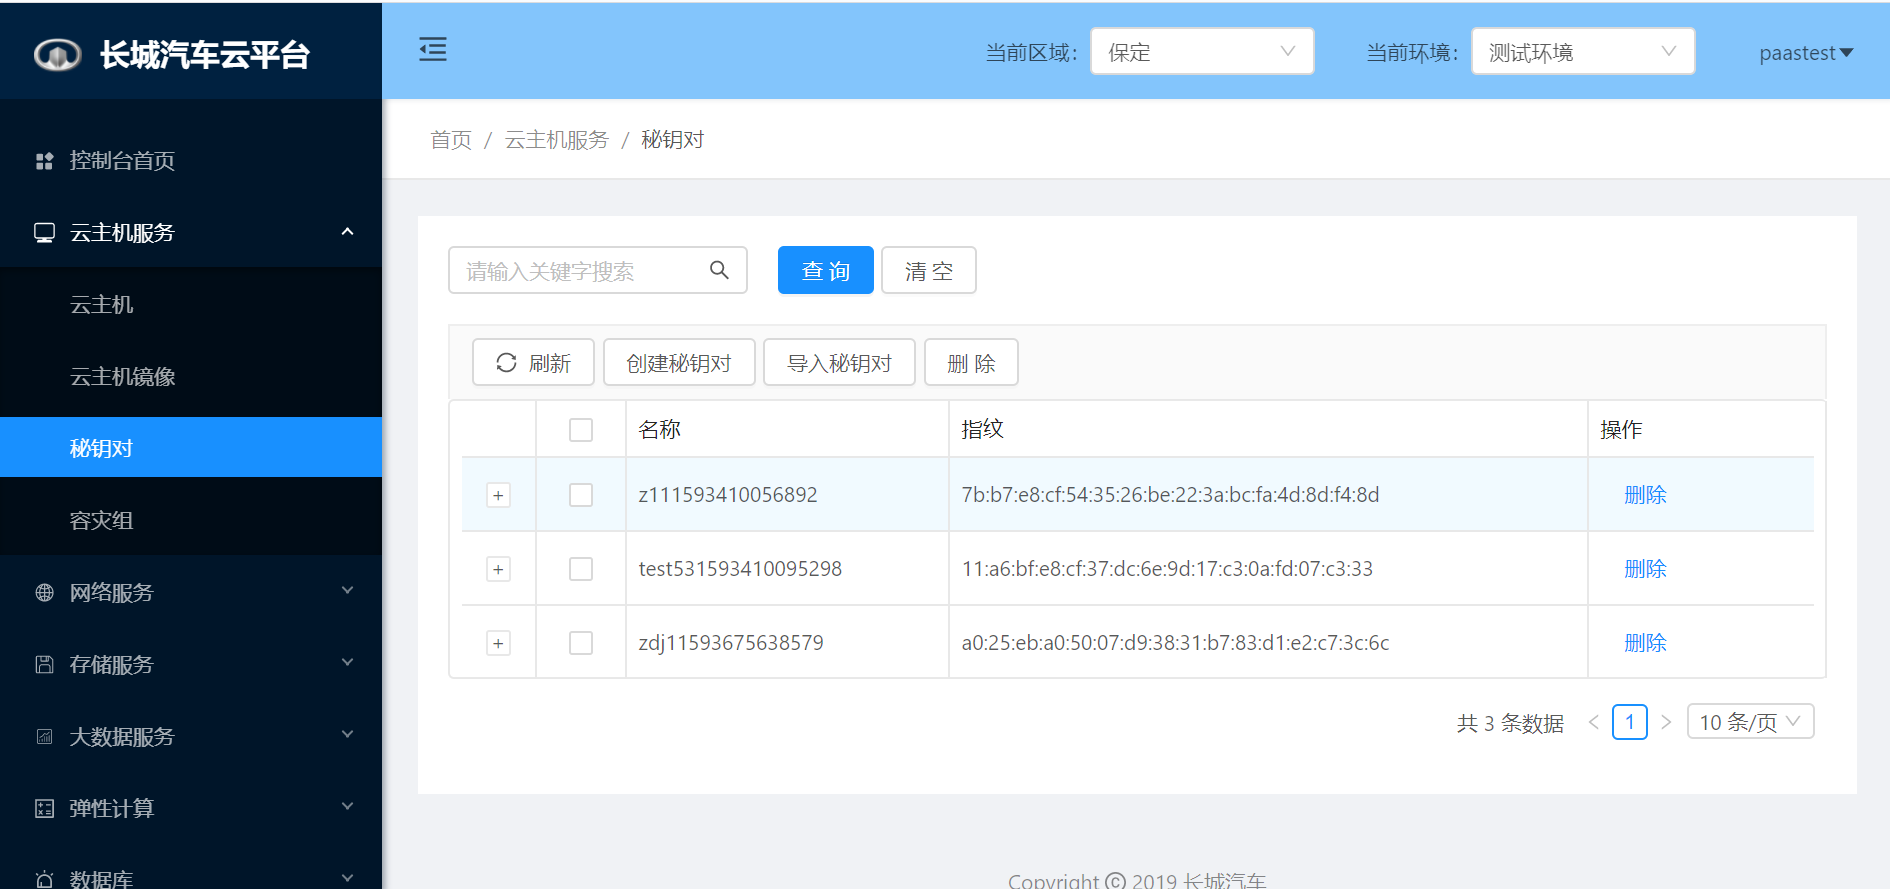 长城汽车云平台
当前区域： 保定 当前环境： 测试环境 paastest
首页 / 云主机服务 / 秘钥对
控制台首页
云主机服务
云主机
云主机镜像
秘钥对
容灾组
网络服务
存储服务
大数据服务
弹性计算
数据库
请输入关键字搜索 查 询 清 空
刷新 创建秘钥对 导入秘钥对 删 除
名称 指纹 操作
+ z111593410056892 7b:b7:e8:cf:54:35:26:be:22:3a:bc:fa:4d:8d:f4:8d 删除
+ test531593410095298 11:a6:bf:e8:cf:37:dc:6e:9d:17:c3:0a:fd:07:c3:33 删除
+ zdj11593675638579 a0:25:eb:a0:50:07:d9:38:31:b7:83:d1:e2:c7:3c:6c 删除
共 3 条数据 < 1 > 10 条/页
Copyright © 2019 长城汽车